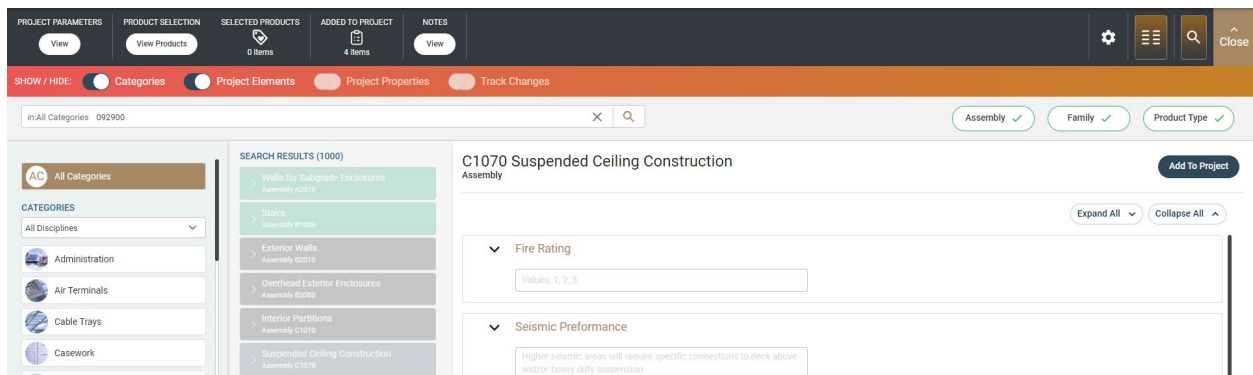 PROJECT PARAMETERS
View
PRODUCT SELECTION
View Products
SELECTED PRODUCTS
0 items
ADDED TO PROJECT
4 items
NOTES
View
Close
SHOW / HIDE:
Categories
Project Elements
Project Properties
Track Changes
in:All Categories 092900
Assembly
Family
Product Type
AC All Categories
CATEGORIES
All Disciplines
Administration
Air Terminals
Cable Trays
Casework
SEARCH RESULTS (1000)
Walls for Subgrade Enclosures
Assembly A2010
Stairs
Assembly B1080
Exterior Walls
Assembly B2010
Overhead Exterior Enclosures
Assembly B3080
Interior Partitions
Assembly C1010
Suspended Ceiling Construction
Assembly C1070
C1070 Suspended Ceiling Construction
Assembly
Add To Project
Expand All
Collapse All
Fire Rating
Values: 1, 2, 3
Seismic Preformance
Higher seismic areas will require specific connections to deck above
and/or heavy duty suspension